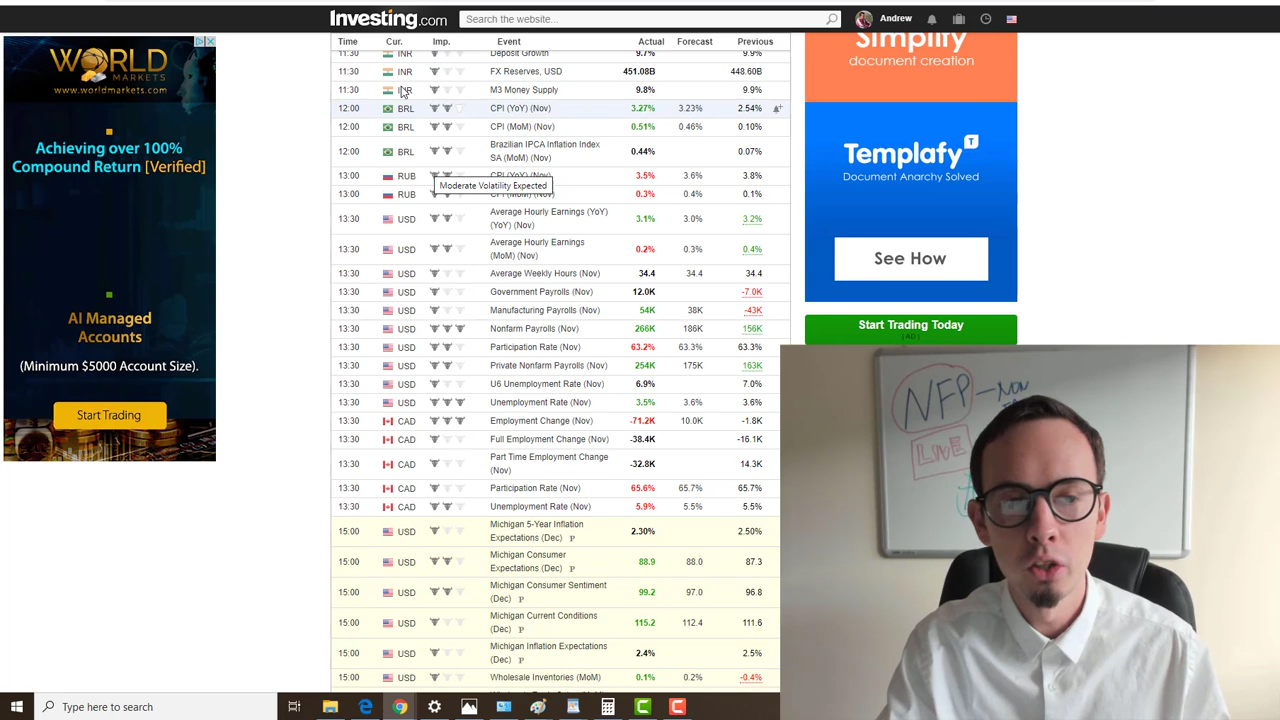 Investing.com
Search the website...
Andrew
WORLD
MARKETS
www.worldmarkets.com
Achieving over 100%
Compound Return [Verified]
AI Managed
Accounts
(Minimum $5000 Account Size).
Start Trading
Time Cur. Imp. Event Actual Forecast Previous
11:30 INR Deposit Growth 9.7% 9.9%
11:30 INR FX Reserves, USD 451.08B 448.60B
11:30 INR M3 Money Supply 9.8% 9.9%
12:00 BRL CPI (YoY) (Nov) 3.27% 3.23% 2.54%
12:00 BRL CPI (MoM) (Nov) 0.51% 0.46% 0.10%
12:00 BRL Brazilian IPCA Inflation Index
SA (MoM) (Nov) 0.44% 0.07%
13:00 RUB CPI (YoY) (Nov) 3.5% 3.6% 3.8%
Moderate Volatility Expected
13:00 RUB CPI (MoM) (Nov) 0.3% 0.4% 0.1%
13:30 USD Average Hourly Earnings (YoY)
(YoY) (Nov) 3.1% 3.0% 3.2%
13:30 USD Average Hourly Earnings
(MoM) (Nov) 0.2% 0.3% 0.4%
13:30 USD Average Weekly Hours (Nov) 34.4 34.4 34.4
13:30 USD Government Payrolls (Nov) 12.0K -7.0K
13:30 USD Manufacturing Payrolls (Nov) 54K 38K -43K
13:30 USD Nonfarm Payrolls (Nov) 266K 186K 156K
13:30 USD Participation Rate (Nov) 63.2% 63.3% 63.3%
13:30 USD Private Nonfarm Payrolls (Nov) 254K 175K 163K
13:30 USD U6 Unemployment Rate (Nov) 6.9% 7.0%
13:30 USD Unemployment Rate (Nov) 3.5% 3.6% 3.6%
13:30 CAD Employment Change (Nov) -71.2K 10.0K -1.8K
13:30 CAD Full Employment Change (Nov) -38.4K -16.1K
13:30 CAD Part Time Employment Change
(Nov) -32.8K 14.3K
13:30 CAD Participation Rate (Nov) 65.6% 65.7% 65.7%
13:30 CAD Unemployment Rate (Nov) 5.9% 5.5% 5.5%
15:00 USD Michigan 5-Year Inflation
Expectations (Dec) P 2.30% 2.50%
15:00 USD Michigan Consumer
Expectations (Dec) P 88.9 88.0 87.3
15:00 USD Michigan Consumer Sentiment
(Dec) P 99.2 97.0 96.8
15:00 USD Michigan Current Conditions
(Dec) P 115.2 112.4 111.6
15:00 USD Michigan Inflation Expectations
(Dec) P 2.4% 2.5%
15:00 USD Wholesale Inventories (MoM) 0.1% 0.2% -0.4%
Simplify
document creation
Templafy T
Document Anarchy Solved
See How
Start Trading Today
[AD]
NFP - NOV
LIVE
Type here to search